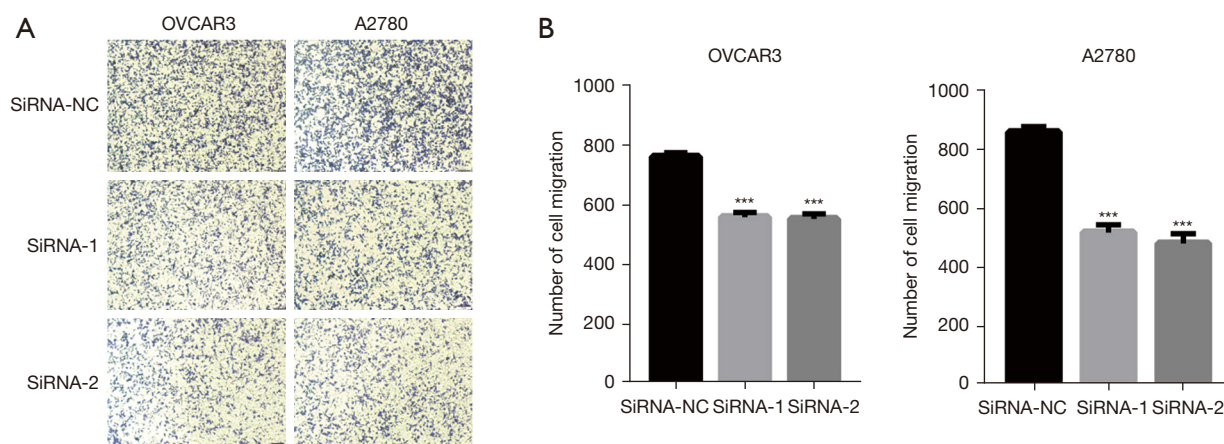 A
OVCAR3
A2780
SiRNA-NC
SiRNA-1
SiRNA-2
B
OVCAR3
Number of cell migration
1000
800
600
400
200
0
***
***
SiRNA-NC
SiRNA-1
SiRNA-2
A2780
Number of cell migration
1000
800
600
400
200
0
***
***
SiRNA-NC
SiRNA-1
SiRNA-2